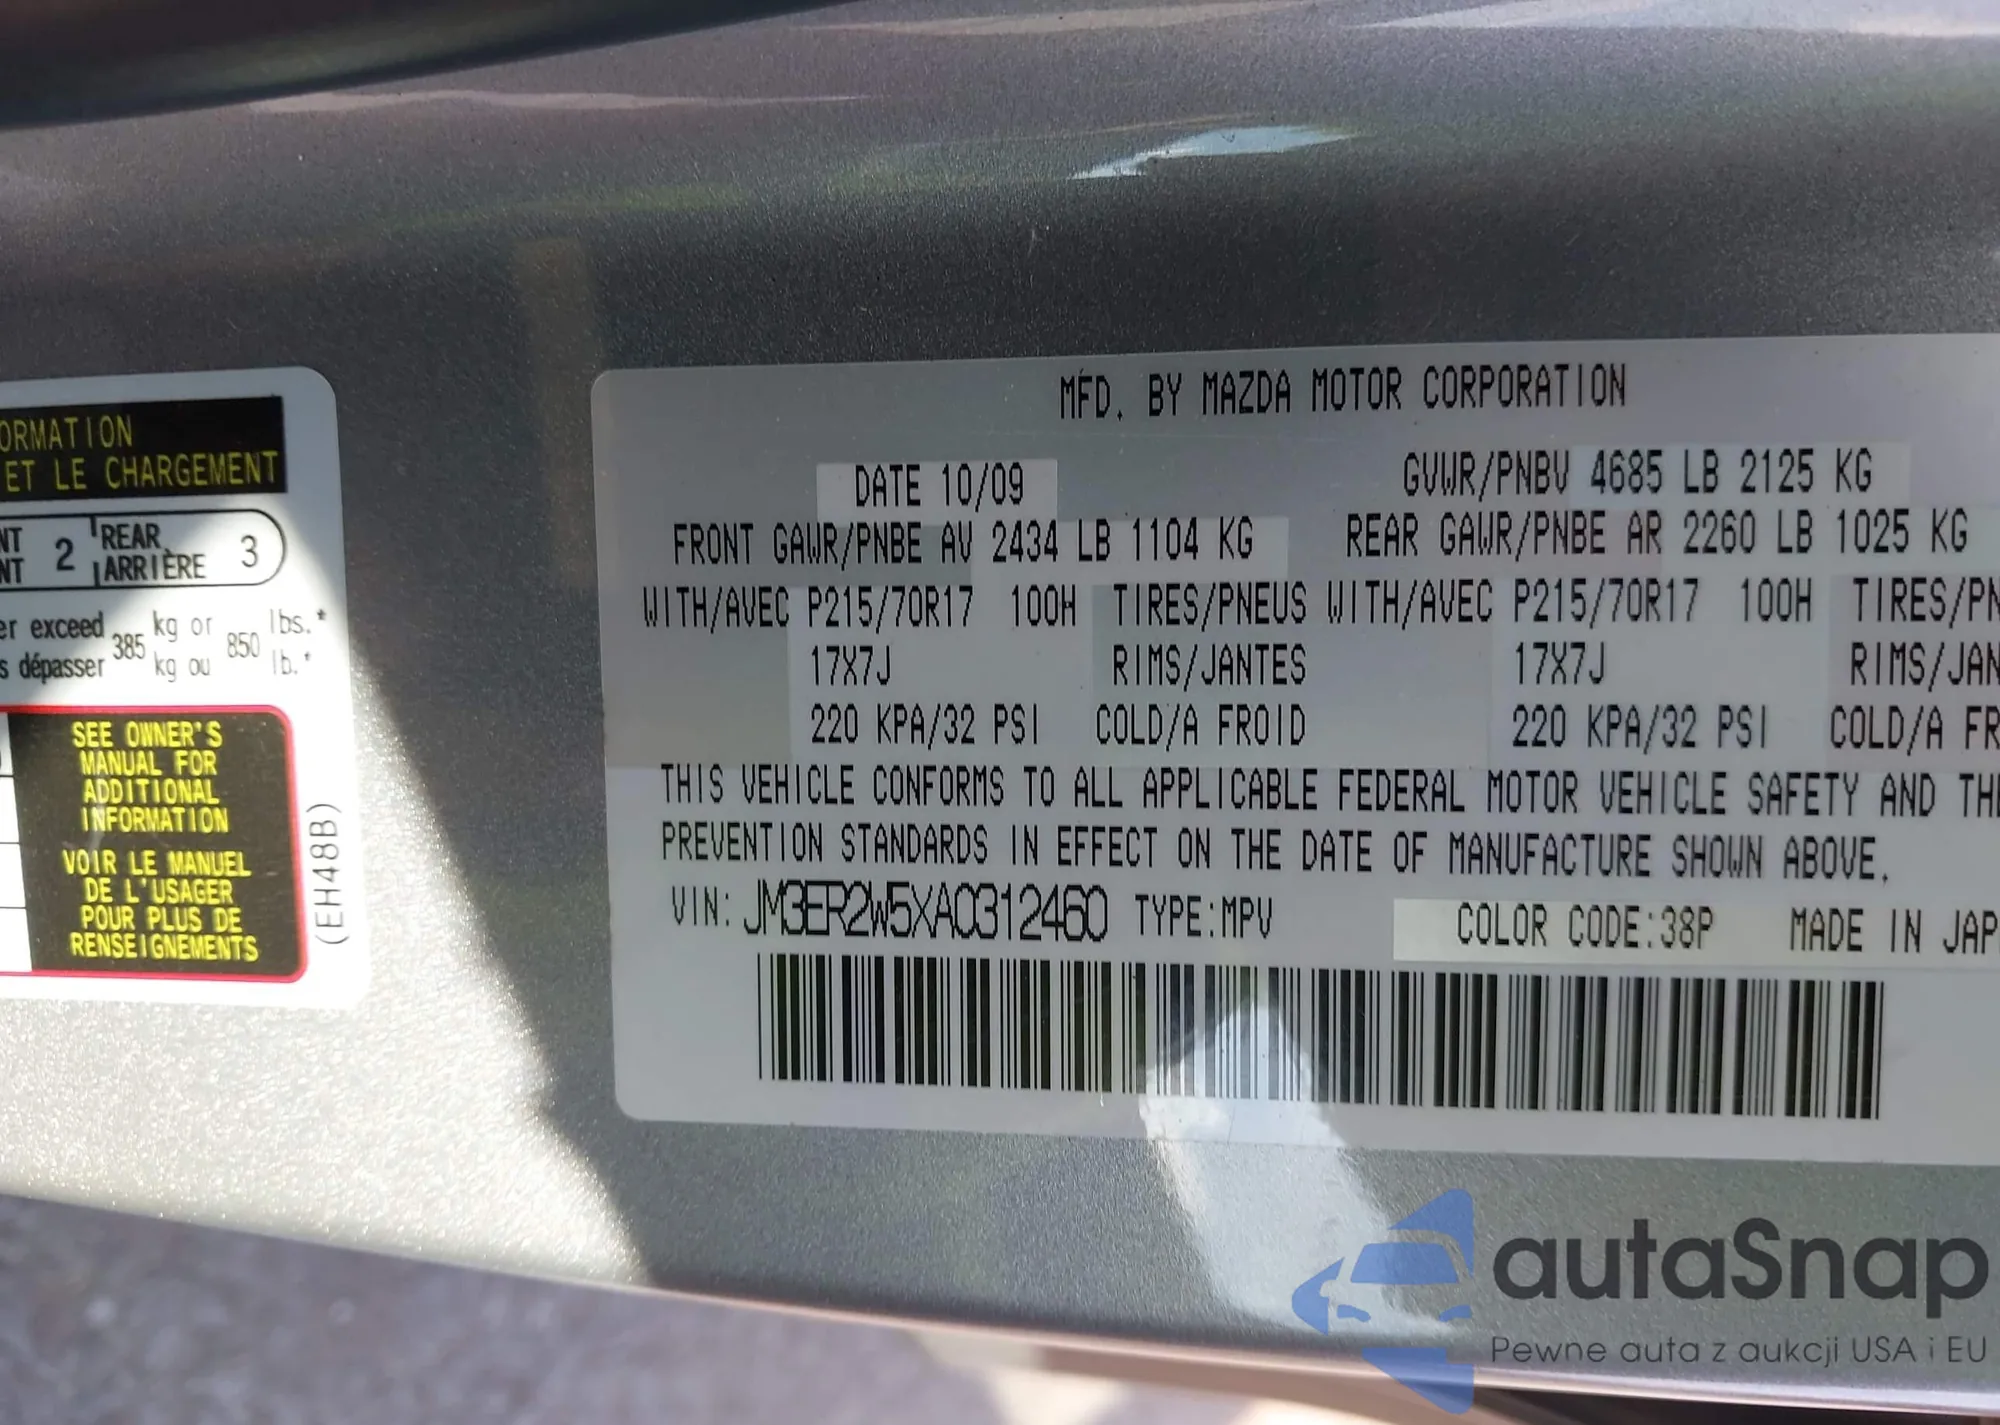 ORMATION
ET LE CHARGEMENT
NT 2 REAR 3
NT ARRIÈRE
er exceed 385 kg or 850 lbs.*
s dépasser kg ou lb.*
SEE OWNER'S
MANUAL FOR
ADDITIONAL
INFORMATION
VOIR LE MANUEL
DE L'USAGER
POUR PLUS DE
RENSEIGNEMENTS
(EH48B)
MFD. BY MAZDA MOTOR CORPORATION
DATE 10/09 GVWR/PNBV 4685 LB 2125 KG
FRONT GAWR/PNBE AV 2434 LB 1104 KG REAR GAWR/PNBE AR 2260 LB 1025 KG
WITH/AVEC P215/70R17 100H TIRES/PNEUS WITH/AVEC P215/70R17 100H TIRES/PN
17X7J RIMS/JANTES 17X7J RIMS/JAN
220 KPA/32 PSI COLD/A FROID 220 KPA/32 PSI COLD/A FR
THIS VEHICLE CONFORMS TO ALL APPLICABLE FEDERAL MOTOR VEHICLE SAFETY AND THE
PREVENTION STANDARDS IN EFFECT ON THE DATE OF MANUFACTURE SHOWN ABOVE.
VIN: JM3ER2W5XA0312460 TYPE:MPV COLOR CODE:38P MADE IN JAP
autaSnap
Pewne auta z aukcji USA i EU